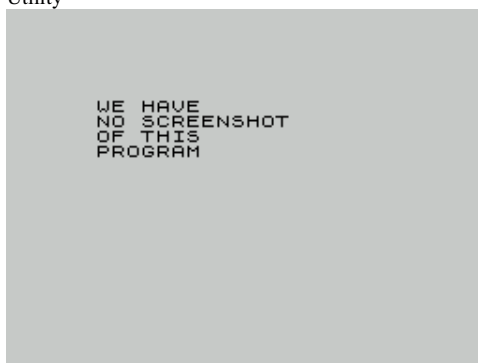 Utility
WE HAVE
NO SCREENSHOT
OF THIS
PROGRAM